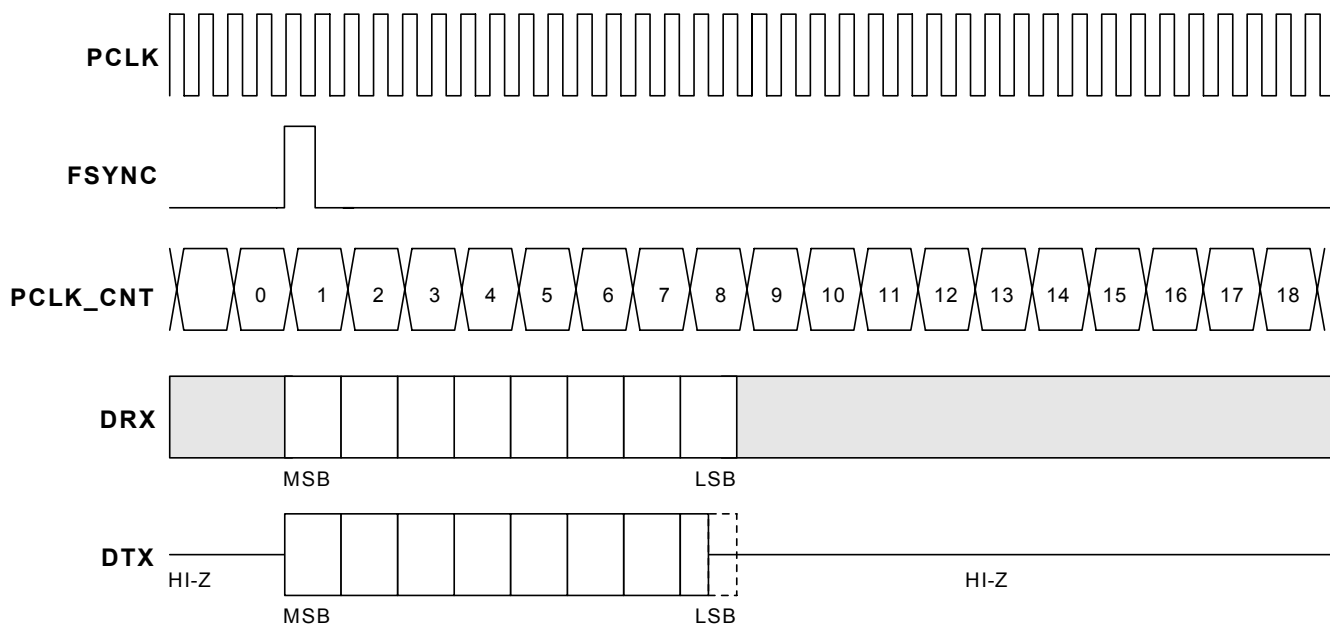 PCLK
FSYNC
PCLK_CNT 0 1 2 3 4 5 6 7 8 9 10 11 12 13 14 15 16 17 18
DRX
MSB LSB
DTX
HI-Z HI-Z
MSB LSB